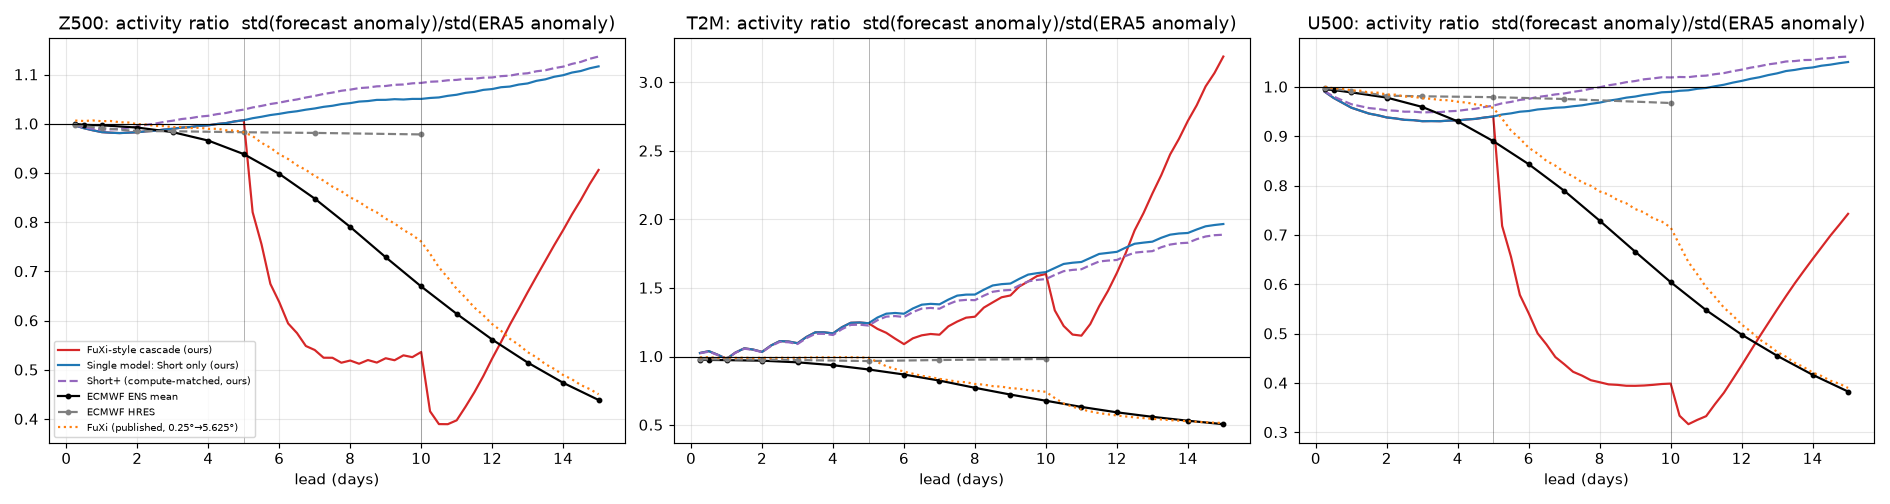 Z500: activity ratio  std(forecast anomaly)/std(ERA5 anomaly)
1.1
1.0
0.9
0.8
0.7
0.6
0.5
0.4
FuXi-style cascade (ours)
Single model: Short only (ours)
Short+ (compute-matched, ours)
ECMWF ENS mean
ECMWF HRES
FuXi (published, 0.25°→5.625°)
0 2 4 6 8 10 12 14
lead (days)
T2M: activity ratio  std(forecast anomaly)/std(ERA5 anomaly)
3.0
2.5
2.0
1.5
1.0
0.5
0 2 4 6 8 10 12 14
lead (days)
U500: activity ratio  std(forecast anomaly)/std(ERA5 anomaly)
1.0
0.9
0.8
0.7
0.6
0.5
0.4
0.3
0 2 4 6 8 10 12 14
lead (days)